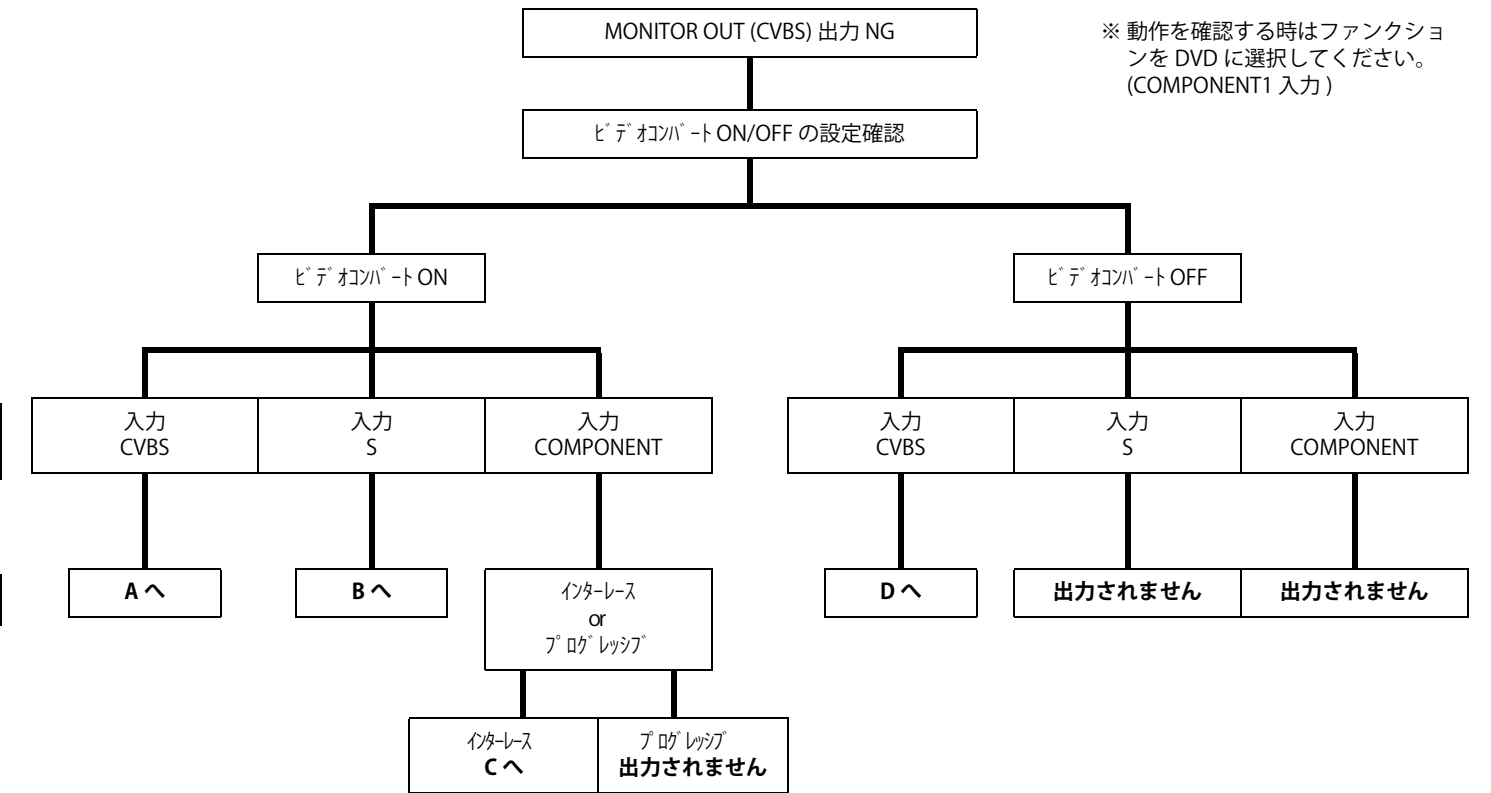 MONITOR OUT (CVBS) 出力 NG
※ 動作を確認する時はファンクショ
ンを DVD に選択してください。
(COMPONENT1 入力 )
ﾋﾞﾃﾞｵｺﾝﾊﾞｰﾄ ON/OFF の設定確認
ﾋﾞﾃﾞｵｺﾝﾊﾞｰﾄ ON
ﾋﾞﾃﾞｵｺﾝﾊﾞｰﾄ OFF
入力
CVBS
入力
S
入力
COMPONENT
入力
CVBS
入力
S
入力
COMPONENT
A へ
B へ
ｲﾝﾀｰﾚｰｽ
or
ﾌﾟﾛｸﾞﾚｯｼﾌﾞ
D へ
出力されません
出力されません
ｲﾝﾀｰﾚｰｽ
C へ
ﾌﾟﾛｸﾞﾚｯｼﾌﾞ
出力されません